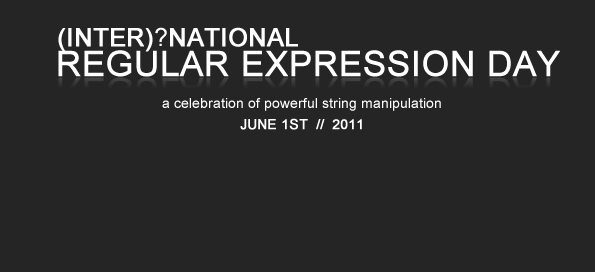 (INTER)?NATIONAL
REGULAR EXPRESSION DAY
a celebration of powerful string manipulation
JUNE 1ST // 2011